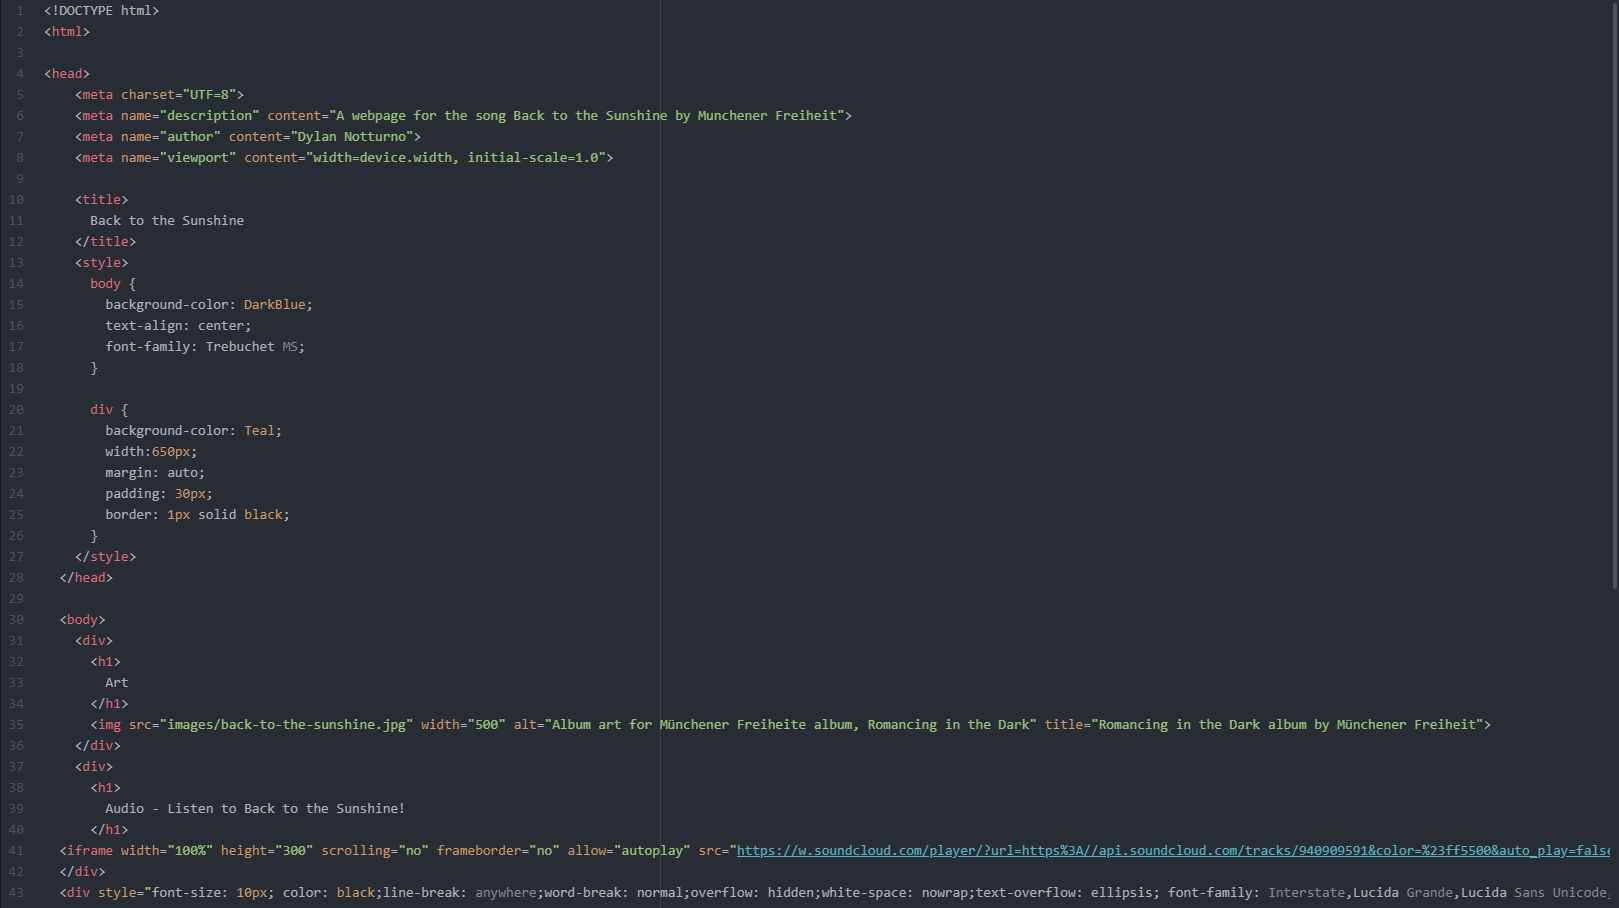 1 <!DOCTYPE html>
2 <html>
3
4 <head>
5 <meta charset="UTF=8">
6 <meta name="description" content="A webpage for the song Back to the Sunshine by Munchener Freiheit">
7 <meta name="author" content="Dylan Notturno">
8 <meta name="viewport" content="width=device.width, initial-scale=1.0">
9
10 <title>
11 Back to the Sunshine
12 </title>
13 <style>
14 body {
15 background-color: DarkBlue;
16 text-align: center;
17 font-family: Trebuchet MS;
18 }
19
20 div {
21 background-color: Teal;
22 width:650px;
23 margin: auto;
24 padding: 30px;
25 border: 1px solid black;
26 }
27 </style>
28 </head>
29
30 <body>
31 <div>
32 <h1>
33 Art
34 </h1>
35 <img src="images/back-to-the-sunshine.jpg" width="500" alt="Album art for Münchener Freiheite album, Romancing in the Dark" title="Romancing in the Dark album by Münchener Freiheit">
36 </div>
37 <div>
38 <h1>
39 Audio - Listen to Back to the Sunshine!
40 </h1>
41 <iframe width="100%" height="300" scrolling="no" frameborder="no" allow="autoplay" src="https://w.soundcloud.com/player/?url=https%3A//api.soundcloud.com/tracks/940909591&color=%23ff5500&auto_play=false
42 </div>
43 <div style="font-size: 10px; color: black;line-break: anywhere;word-break: normal;overflow: hidden;white-space: nowrap;text-overflow: ellipsis; font-family: Interstate,Lucida Grande,Lucida Sans Unicode,